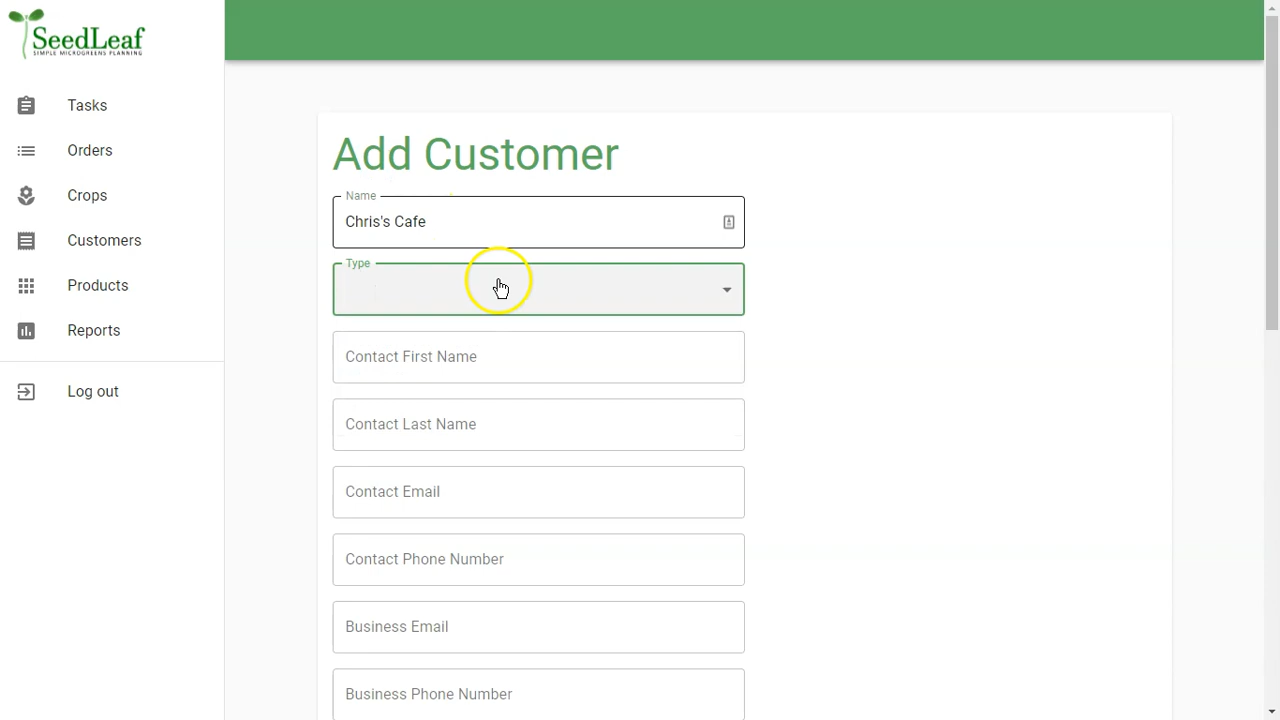 SeedLeaf
SIMPLE MICROGREENS PLANNING
Tasks
Orders
Crops
Customers
Products
Reports
Log out
Add Customer
Name
Chris's Cafe
Type
Contact First Name
Contact Last Name
Contact Email
Contact Phone Number
Business Email
Business Phone Number